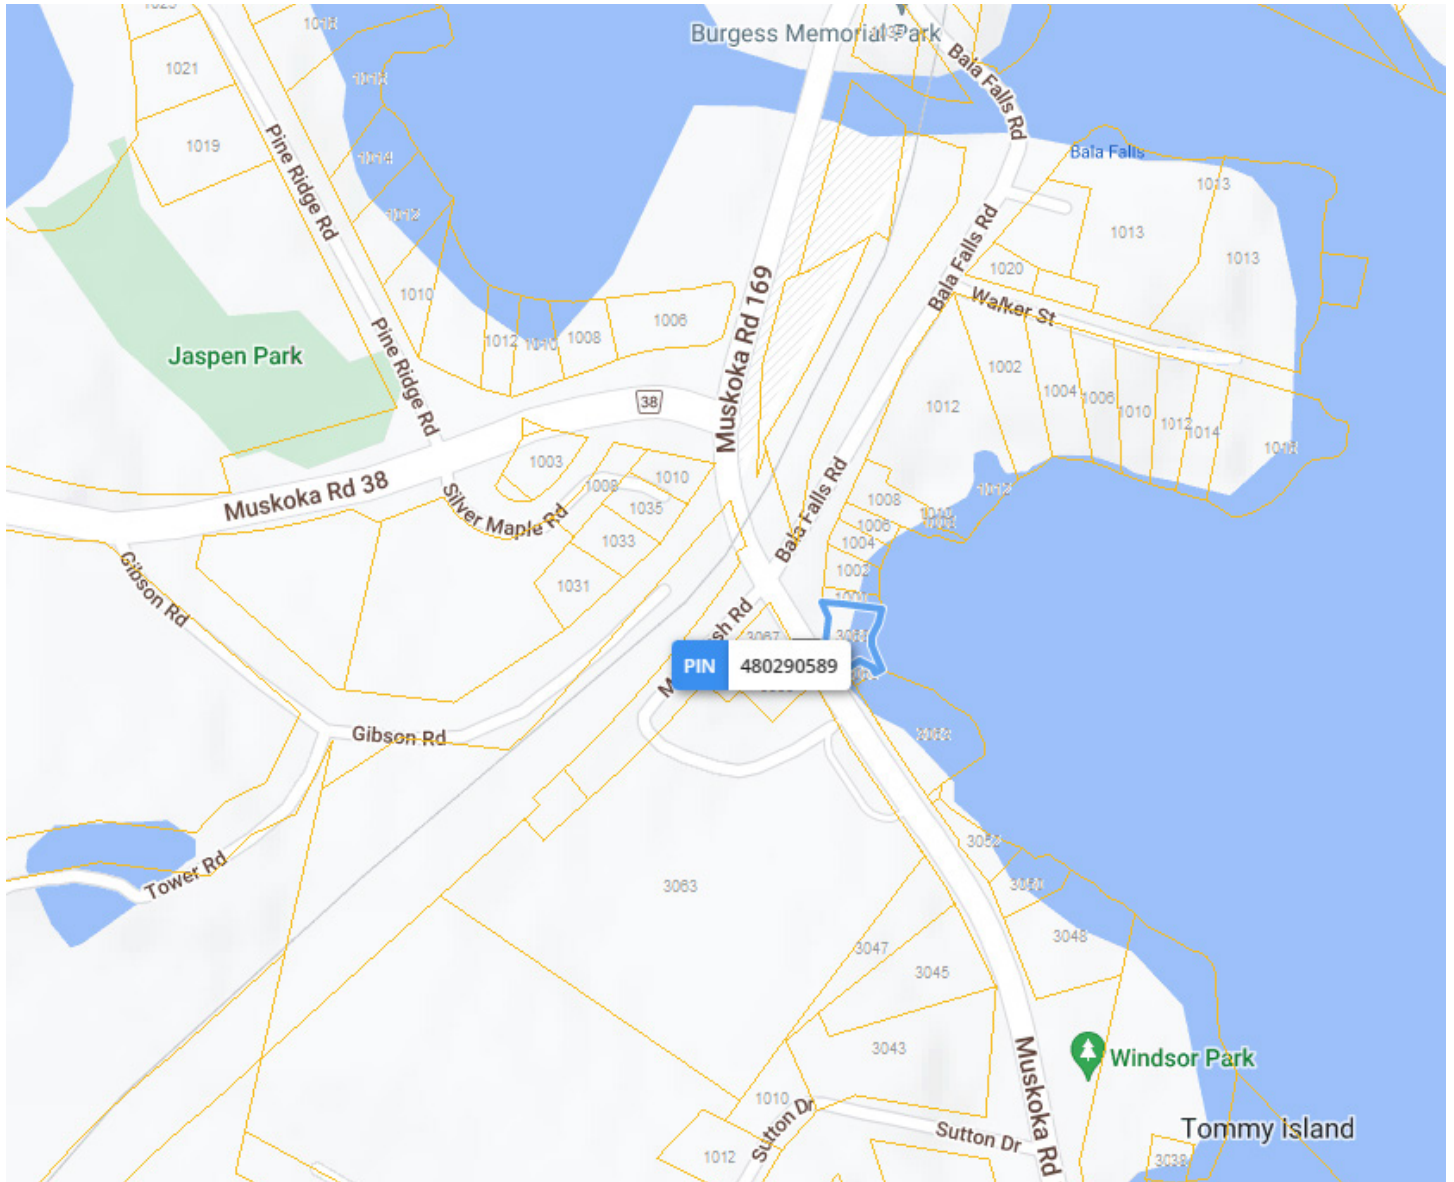 Burgess Memorial Park
Bala Falls Rd
1021
1019
Pine Ridge Rd
1014
Bala Falls
1013
1013
1013
1020
Bala Falls Rd
Walker St
Muskoka Rd 169
1010
1012
1008
1006
Jaspen Park
Pine Ridge Rd
38
1002
1004
1006
1010
1012
1014
1012
1003
1008
1010
1035
1033
1031
Muskoka Rd 38
Silver Maple Rd
Bala Falls Rd
1008
1006
1004
1002
Gibson Rd
3067
PIN 480290589
Gibson Rd
Tower Rd
3063
3047
3045
3048
3043
Muskoka Rd
Windsor Park
1010
Sutton Dr
Sutton Dr
1012
Tommy island
3038